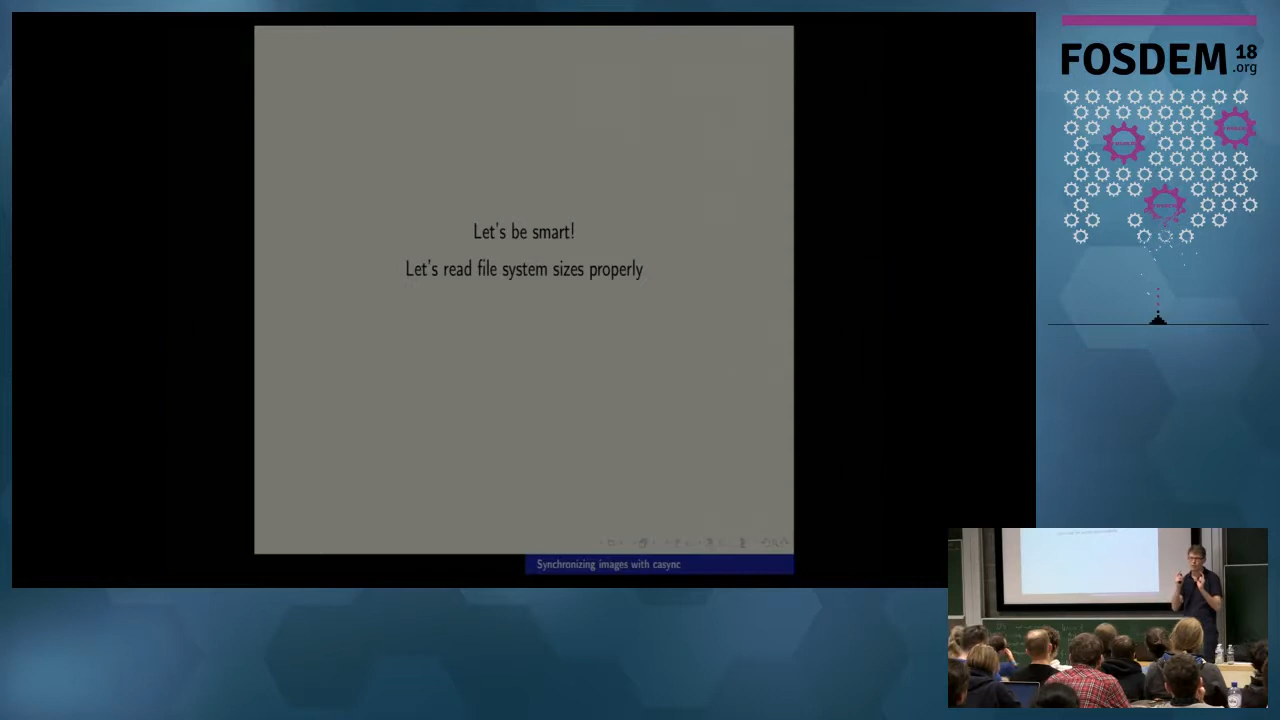 Let's be smart!
Let's read file system sizes properly
Synchronizing images with casync
FOSDEM 18
.org